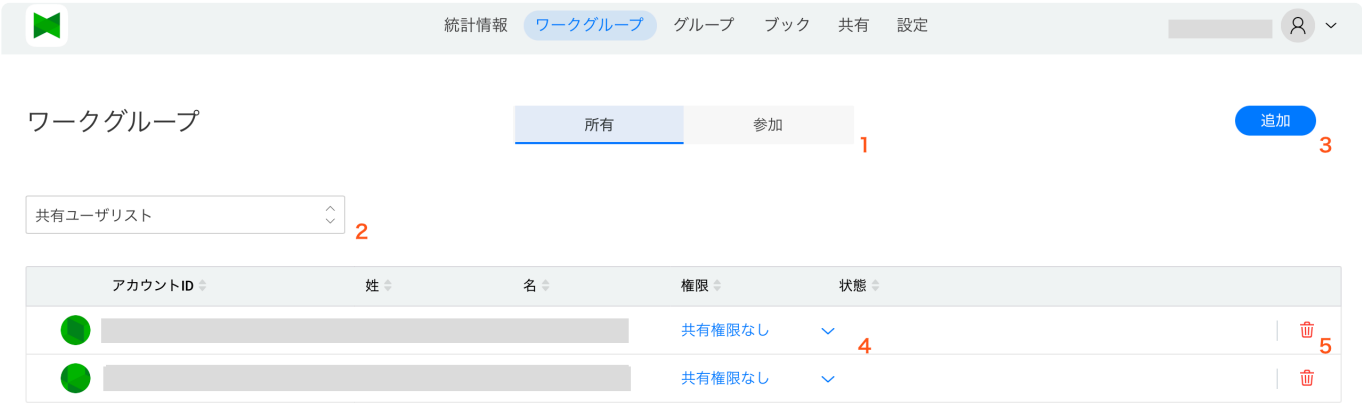 統計情報 ワークグループ グループ ブック 共有 設定
ワークグループ 所有 参加 1 追加 3
共有ユーザリスト 2
アカウントID 姓 名 権限 状態
共有権限なし 4 5
共有権限なし